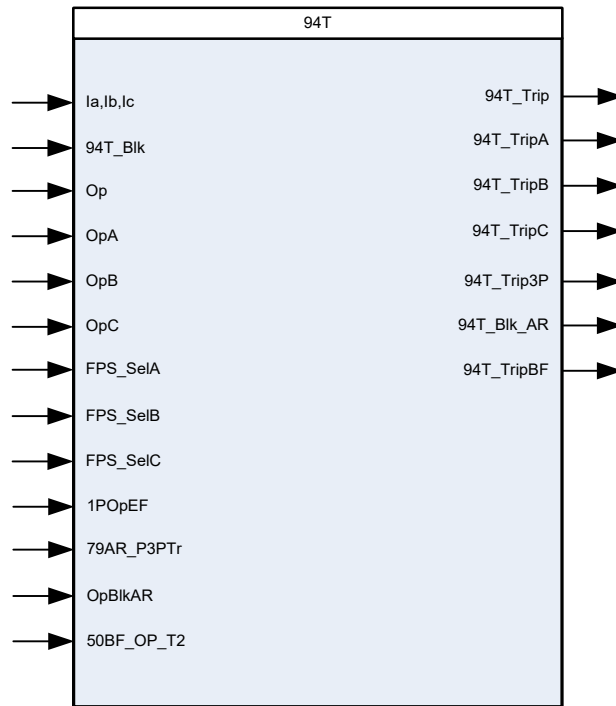 94T
Ia,Ib,Ic
94T_Blk
Op
OpA
OpB
OpC
FPS_SelA
FPS_SelB
FPS_SelC
1POpEF
79AR_P3PTr
OpBlkAR
50BF_OP_T2
94T_Trip
94T_TripA
94T_TripB
94T_TripC
94T_Trip3P
94T_Blk_AR
94T_TripBF